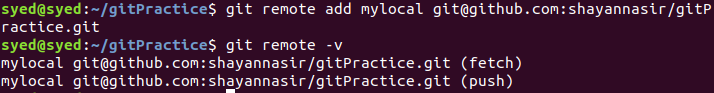 syed@syed:~/gitPractice$ git remote add mylocal git@github.com:shayannasir/gitP
ractice.git
syed@syed:~/gitPractice$ git remote -v
mylocal git@github.com:shayannasir/gitPractice.git (fetch)
mylocal git@github.com:shayannasir/gitPractice.git (push)